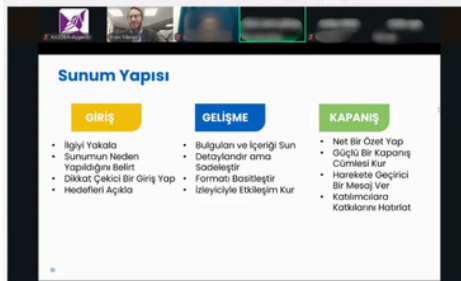 Sunum Yapısı
GİRİŞ
• İlgiyi Yakala
• Sunumun Neden
Yapıldığını Belirt
• Dikkat Çekici Bir Giriş Yap
• Hedefleri Açıkla
GELİŞME
• Bulguları ve İçeriği Sun
• Detaylandır ama
Sadeleştir
• Formatı Basitleştir
• İzleyiciyle Etkileşim Kur
KAPANIŞ
• Net Bir Özet Yap
• Güçlü Bir Kapanış
Cümlesi Kur
• Harekete Geçirici
Bir Mesaj Ver
• Katılımcılara
Katkılarını Hatırlat